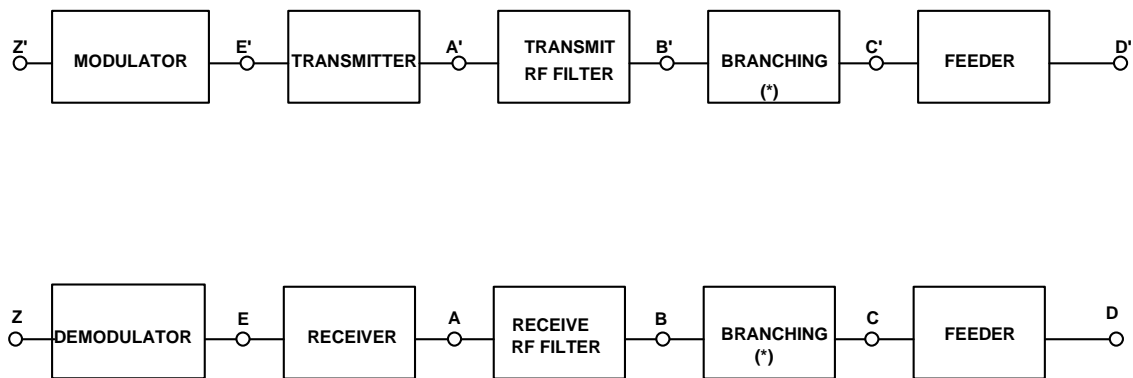 Z'
MODULATOR
E'
TRANSMITTER
A'
TRANSMIT
RF FILTER
B'
BRANCHING
(*)
C'
FEEDER
D'
Z
DEMODULATOR
E
RECEIVER
A
RECEIVE
RF FILTER
B
BRANCHING
(*)
C
FEEDER
D